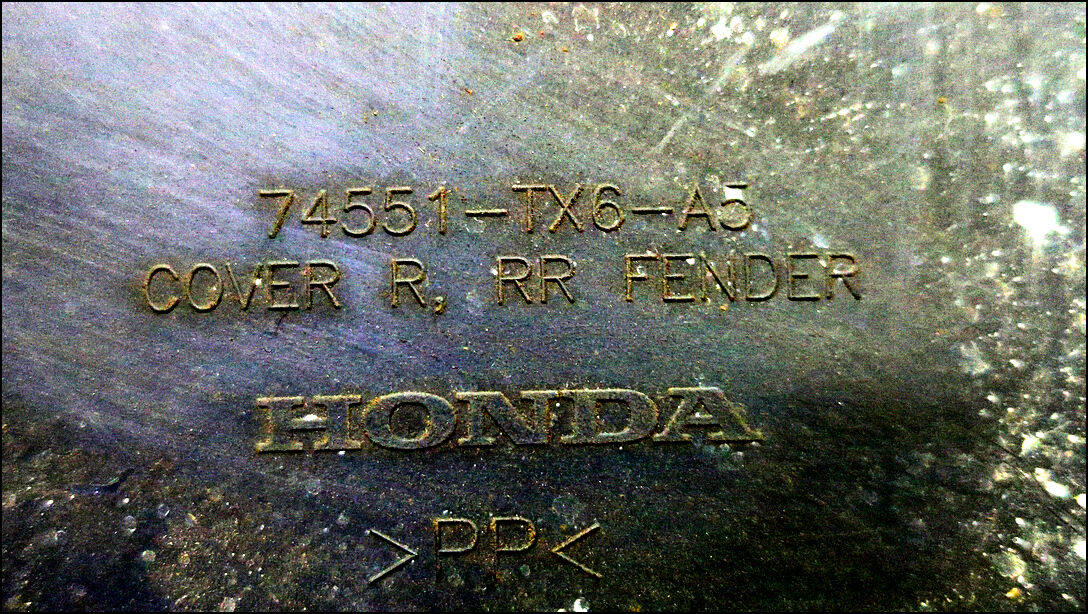 74551-TX6-A5
COVER R, RR FENDER
HONDA
>PP<